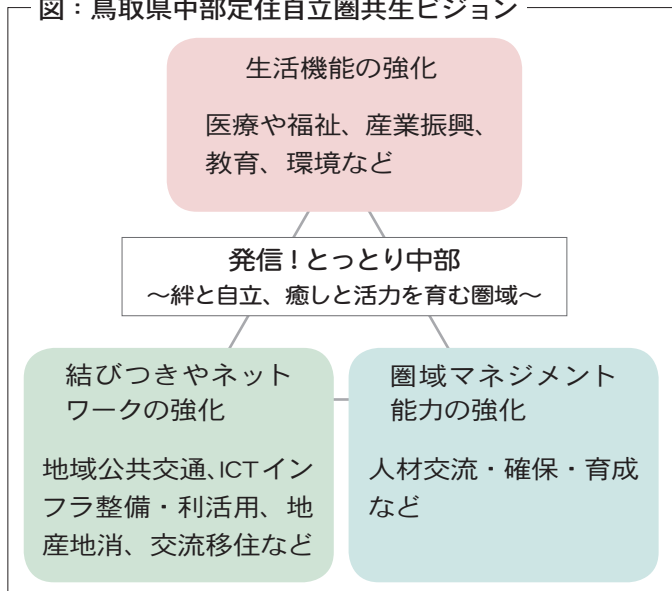 図：鳥取県中部定住自立圏共生ビジョン
生活機能の強化
医療や福祉、産業振興、
教育、環境など
発信！とっとり中部
〜絆と自立、癒しと活力を育む圏域〜
結びつきやネット
ワークの強化
地域公共交通、ICTイン
フラ整備・利活用、地
産地消、交流移住など
圏域マネジメント
能力の強化
人材交流・確保・育成
など